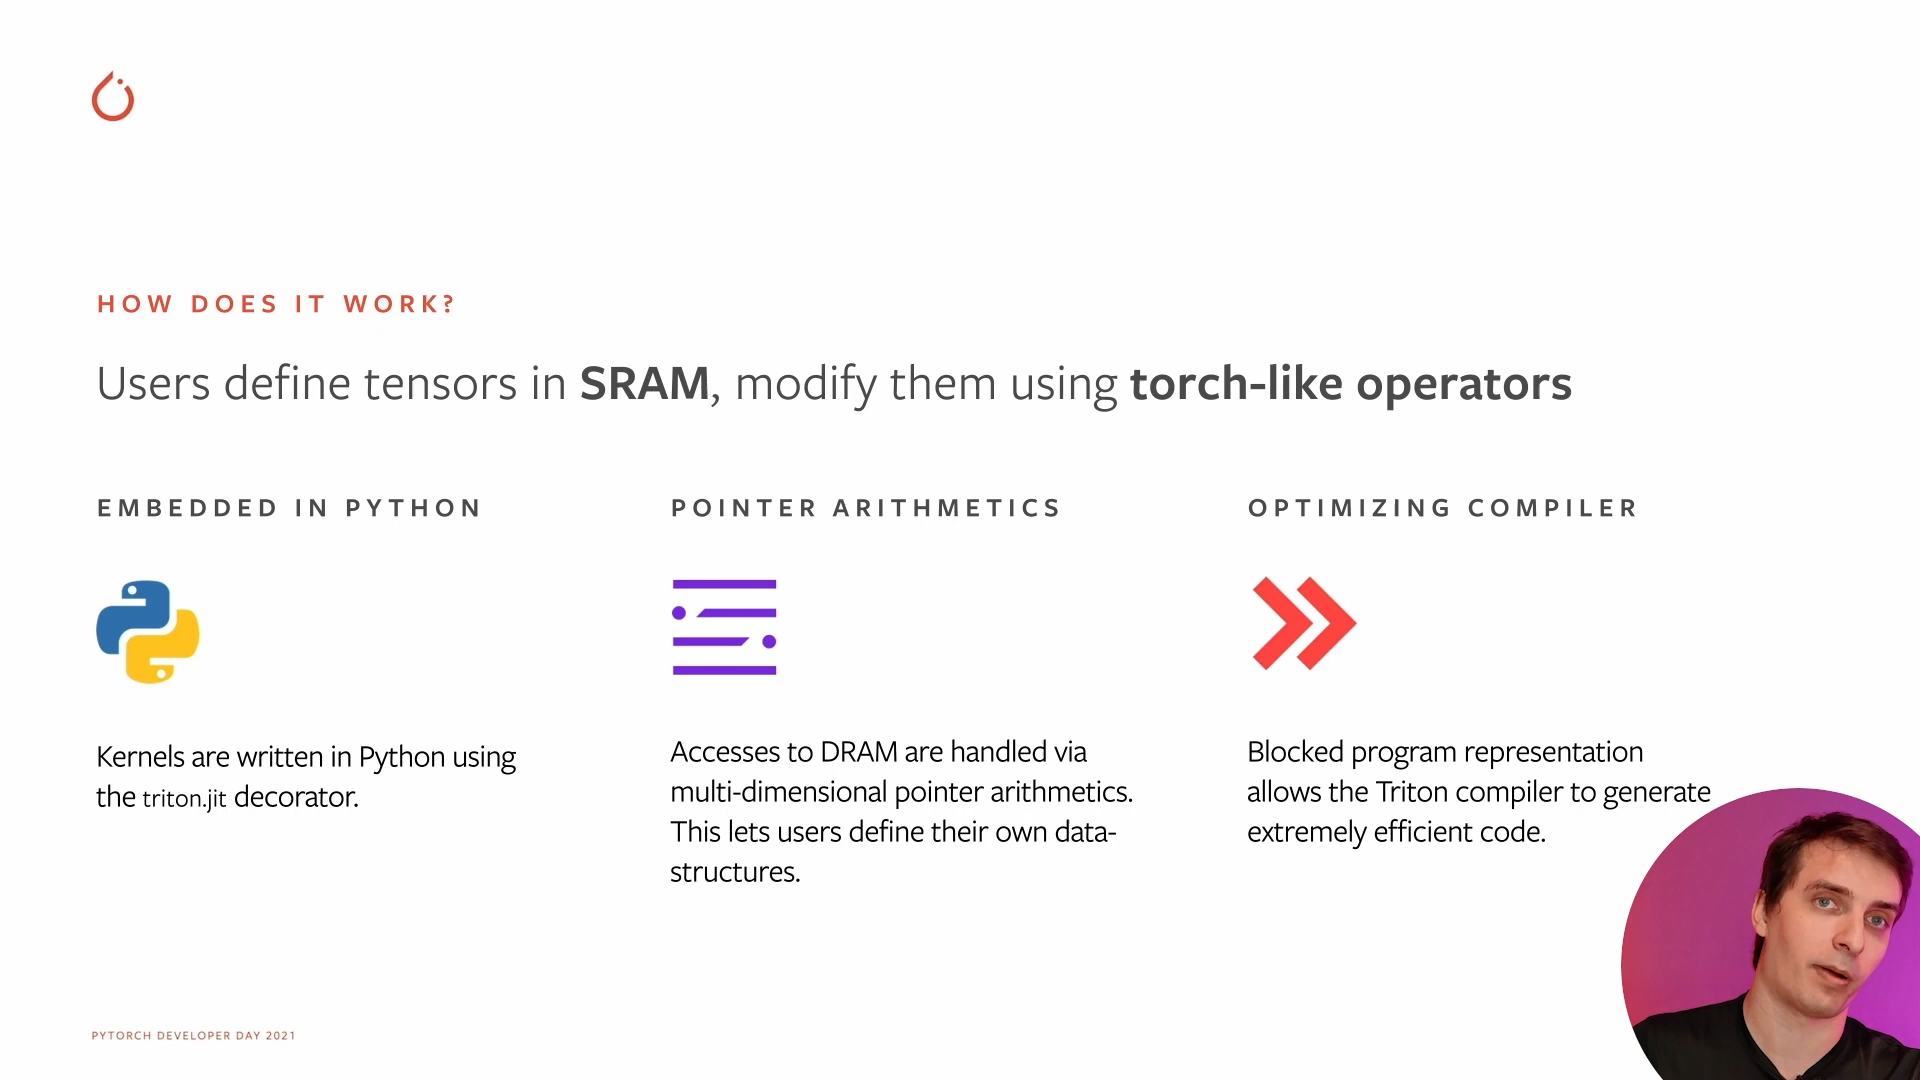 HOW DOES IT WORK?
Users define tensors in SRAM, modify them using torch-like operators
EMBEDDED IN PYTHON
Kernels are written in Python using
the triton.jit decorator.
POINTER ARITHMETICS
Accesses to DRAM are handled via
multi-dimensional pointer arithmetics.
This lets users define their own data-
structures.
OPTIMIZING COMPILER
Blocked program representation
allows the Triton compiler to generate
extremely efficient code.
PYTORCH DEVELOPER DAY 2021